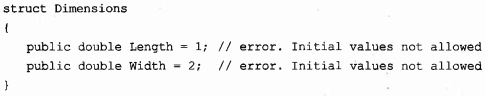 struct Dimensions
{
public double Length = 1; // error. Initial values not allowed
public double Width = 2; // error. Initial values not allowed
}